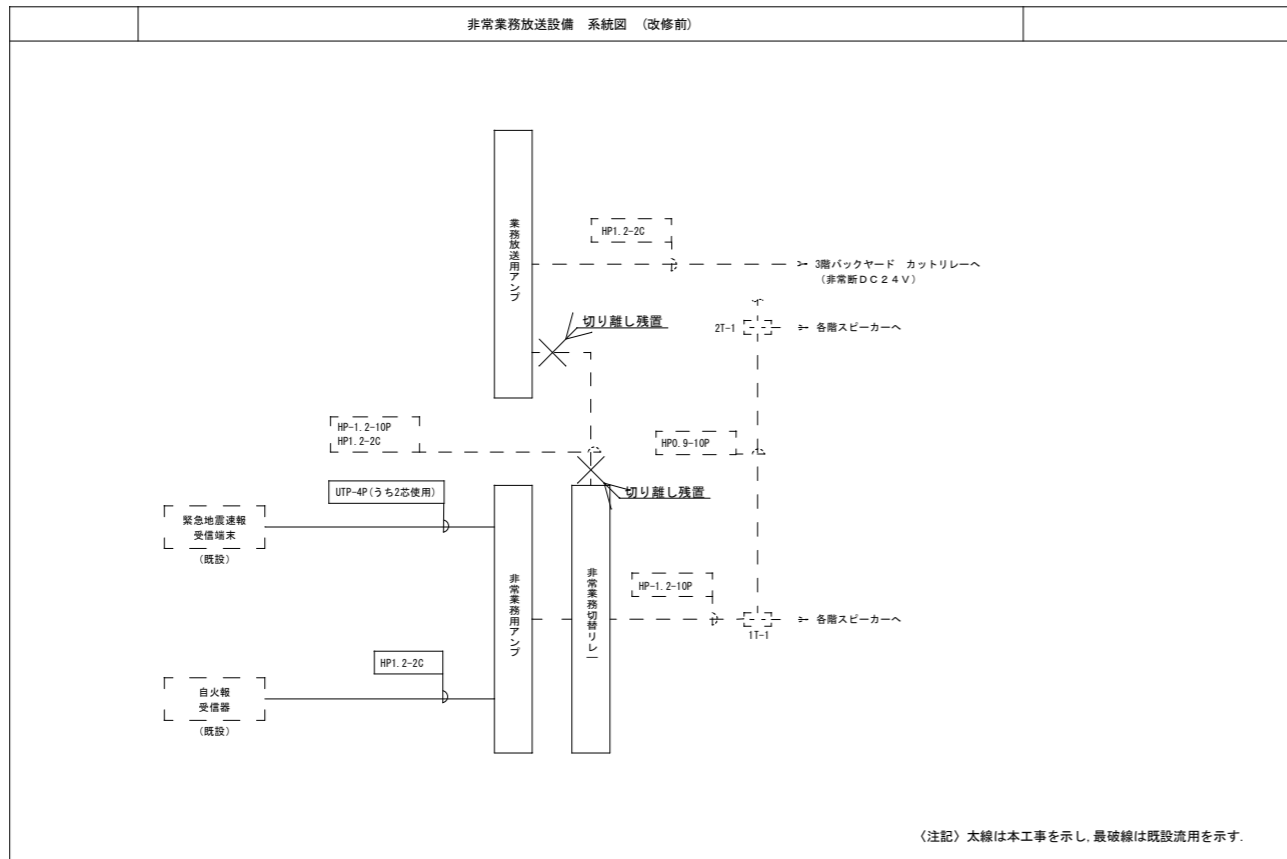 非常業務放送設備　系統図　(改修前)
業務放送用アンプ
HP1.2-2C
3階バックヤード　カットリレーへ
(非常断DC24V)
切り離し残置
2T-1
各階スピーカーへ
HP-1.2-10P
HP1.2-2C
HP0.9-10P
UTP-4P(うち2芯使用)
切り離し残置
緊急地震速報
受信端末
(既設)
非常業務用アンプ
非常業務切替リレー
HP-1.2-10P
各階スピーカーへ
1T-1
HP1.2-2C
自火報
受信器
(既設)
〈注記〉太線は本工事を示し,最破線は既設流用を示す.